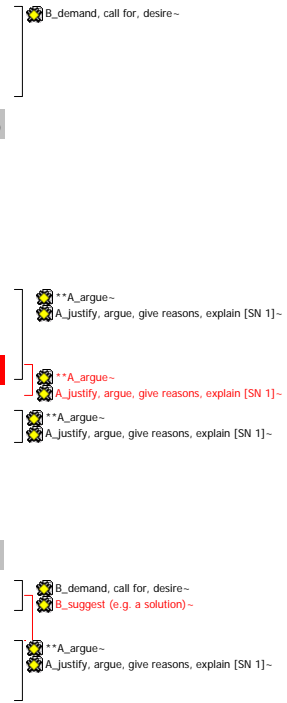 B_demand, call for, desire~
**A_argue~
A_justify, argue, give reasons, explain [SN 1]~
**A_argue~
A_justify, argue, give reasons, explain [SN 1]~
**A_argue~
A_justify, argue, give reasons, explain [SN 1]~
B_demand, call for, desire~
B_suggest (e.g. a solution)~
**A_argue~
A_justify, argue, give reasons, explain [SN 1]~